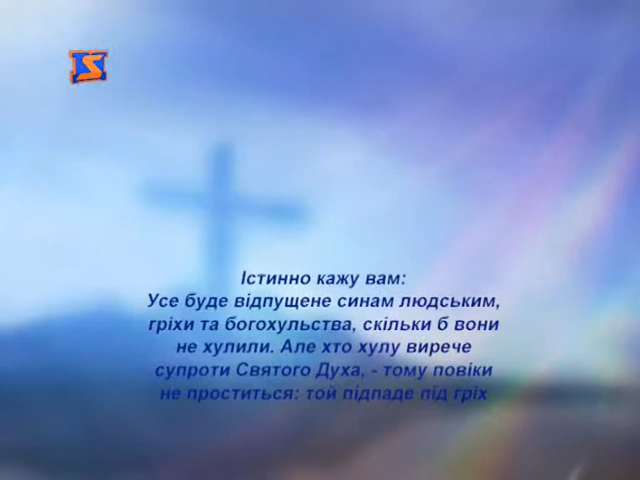 Істинно кажу вам:
Усе буде відпущене синам людським,
гріхи та богохульства, скільки б вони
не хулили. Але хто хулу вирече
супроти Святого Духа, - тому повіки
не проститься: той підпаде під гріх